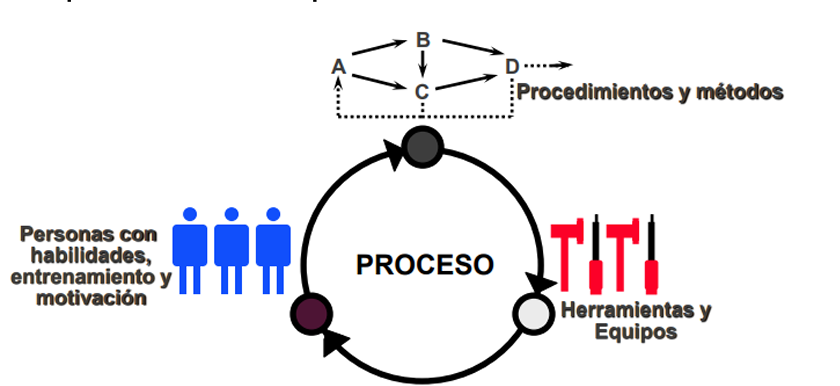 B
A
D
C
Procedimientos y métodos
Personas con
habilidades,
entrenamiento y
motivación
PROCESO
Herramientas y
Equipos